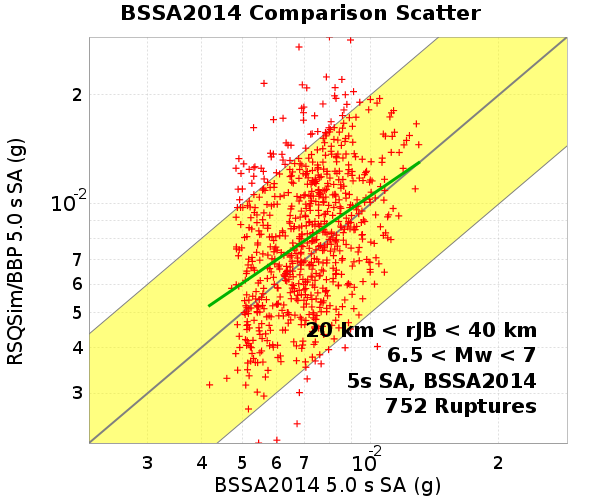 BSSA2014 Comparison Scatter
RSQSim/BBP 5.0 s SA (g)
2
10-2
7
6
5
4
3
20 km < rJB < 40 km
6.5 < Mw < 7
5s SA, BSSA2014
752 Ruptures
3 4 5 6 7 10-2 2
BSSA2014 5.0 s SA (g)